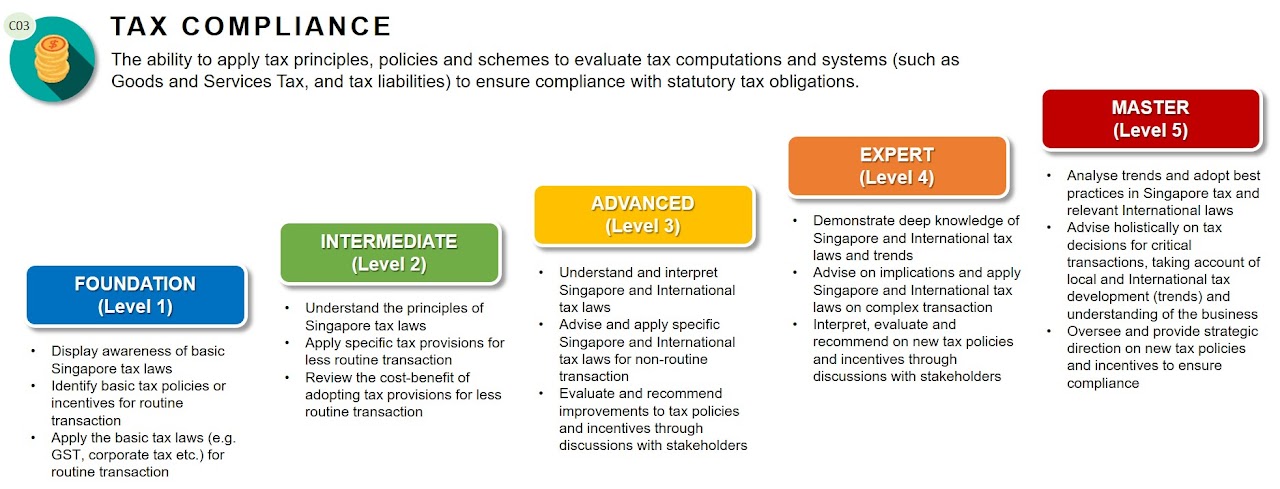 C03
TAX COMPLIANCE
The ability to apply tax principles, policies and schemes to evaluate tax computations and systems (such as
Goods and Services Tax, and tax liabilities) to ensure compliance with statutory tax obligations.
FOUNDATION
(Level 1)
• Display awareness of basic
Singapore tax laws
• Identify basic tax policies or
incentives for routine
transaction
• Apply the basic tax laws (e.g.
GST, corporate tax etc.) for
routine transaction
INTERMEDIATE
(Level 2)
• Understand the principles of
Singapore tax laws
• Apply specific tax provisions for
less routine transaction
• Review the cost-benefit of
adopting tax provisions for less
routine transaction
ADVANCED
(Level 3)
• Understand and interpret
Singapore and International
tax laws
• Advise and apply specific
Singapore and International
tax laws for non-routine
transaction
• Evaluate and recommend
improvements to tax policies
and incentives through
discussions with stakeholders
EXPERT
(Level 4)
• Demonstrate deep knowledge of
Singapore and International tax
laws and trends
• Advise on implications and apply
Singapore and International tax
laws on complex transaction
• Interpret, evaluate and
recommend on new tax policies
and incentives through
discussions with stakeholders
MASTER
(Level 5)
• Analyse trends and adopt best
practices in Singapore tax and
relevant International laws
• Advise holistically on tax
decisions for critical
transactions, taking account of
local and International tax
development (trends) and
understanding of the business
• Oversee and provide strategic
direction on new tax policies
and incentives to ensure
compliance